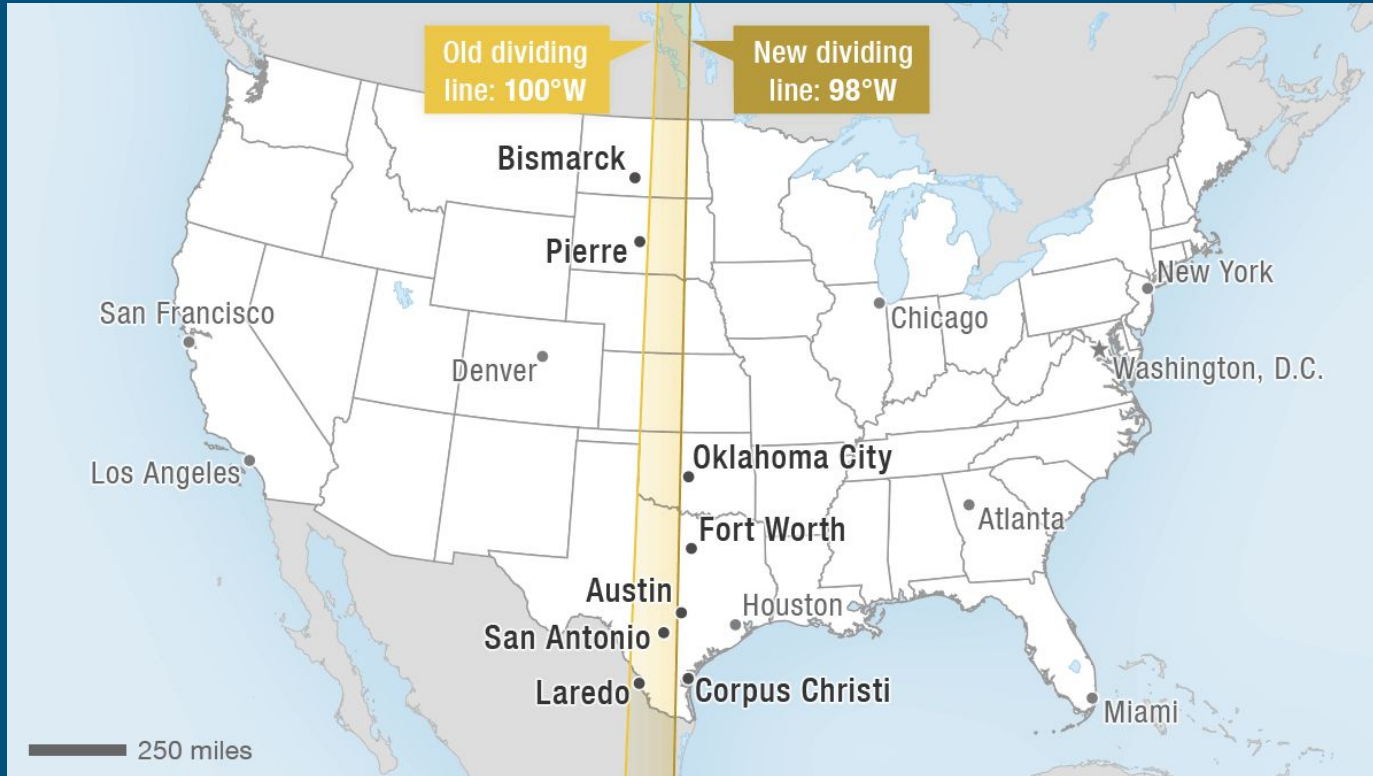 Old dividing
line: 100°W
New dividing
line: 98°W
Bismarck
Pierre
New York
San Francisco
Chicago
Denver
Washington, D.C.
Oklahoma City
Los Angeles
Fort Worth
Atlanta
Austin
Houston
San Antonio
Laredo
Corpus Christi
Miami
250 miles